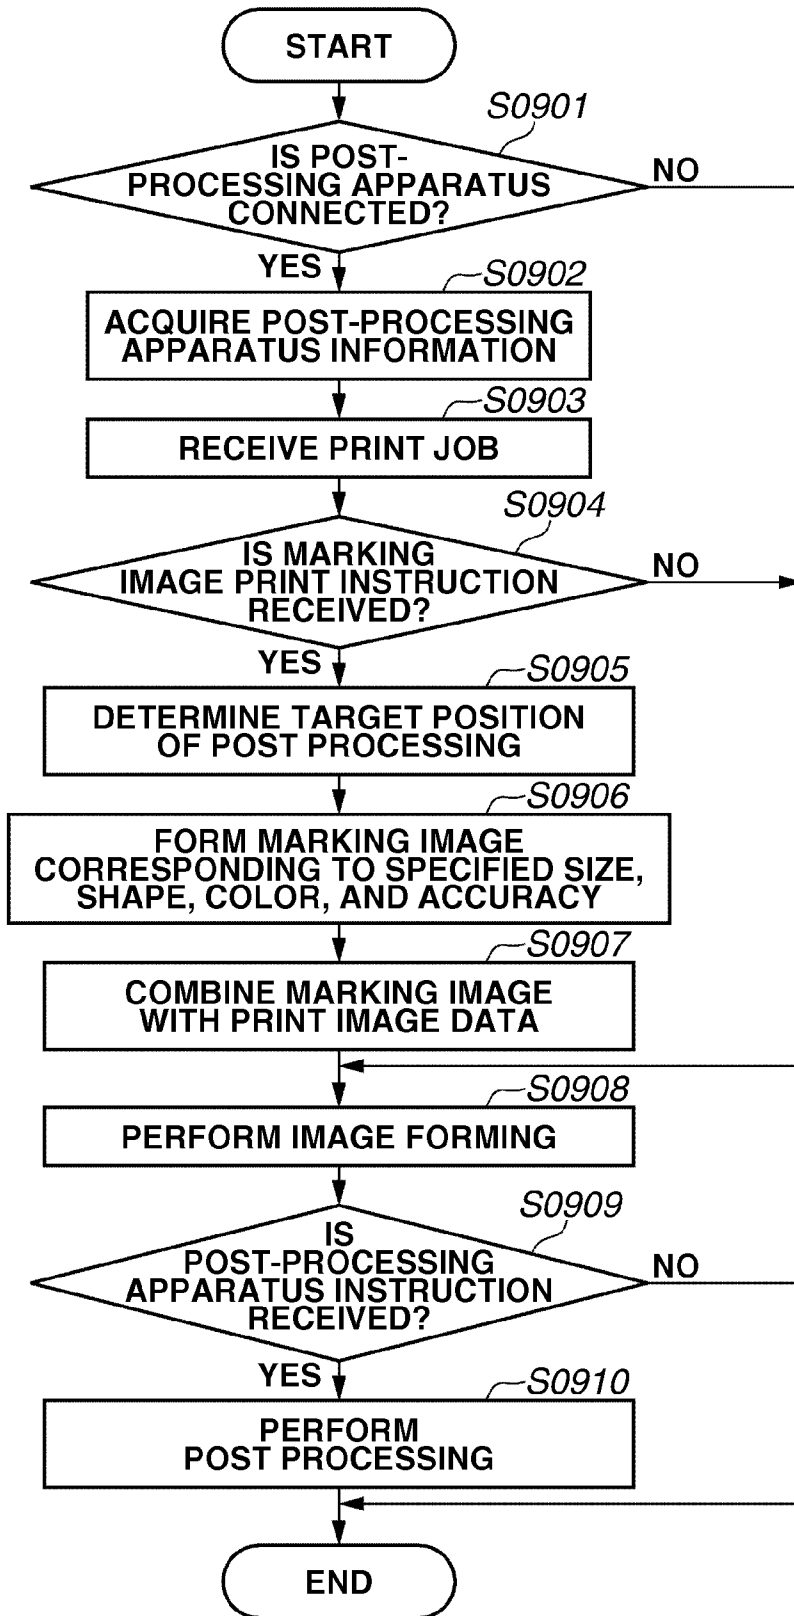 START
S0901
IS POST-
PROCESSING APPARATUS
CONNECTED?
NO
YES
S0902
ACQUIRE POST-PROCESSING
APPARATUS INFORMATION
S0903
RECEIVE PRINT JOB
S0904
IS MARKING
IMAGE PRINT INSTRUCTION
RECEIVED?
NO
YES
S0905
DETERMINE TARGET POSITION
OF POST PROCESSING
S0906
FORM MARKING IMAGE
CORRESPONDING TO SPECIFIED SIZE,
SHAPE, COLOR, AND ACCURACY
S0907
COMBINE MARKING IMAGE
WITH PRINT IMAGE DATA
S0908
PERFORM IMAGE FORMING
S0909
IS
POST-PROCESSING
APPARATUS INSTRUCTION
RECEIVED?
NO
YES
S0910
PERFORM
POST PROCESSING
END